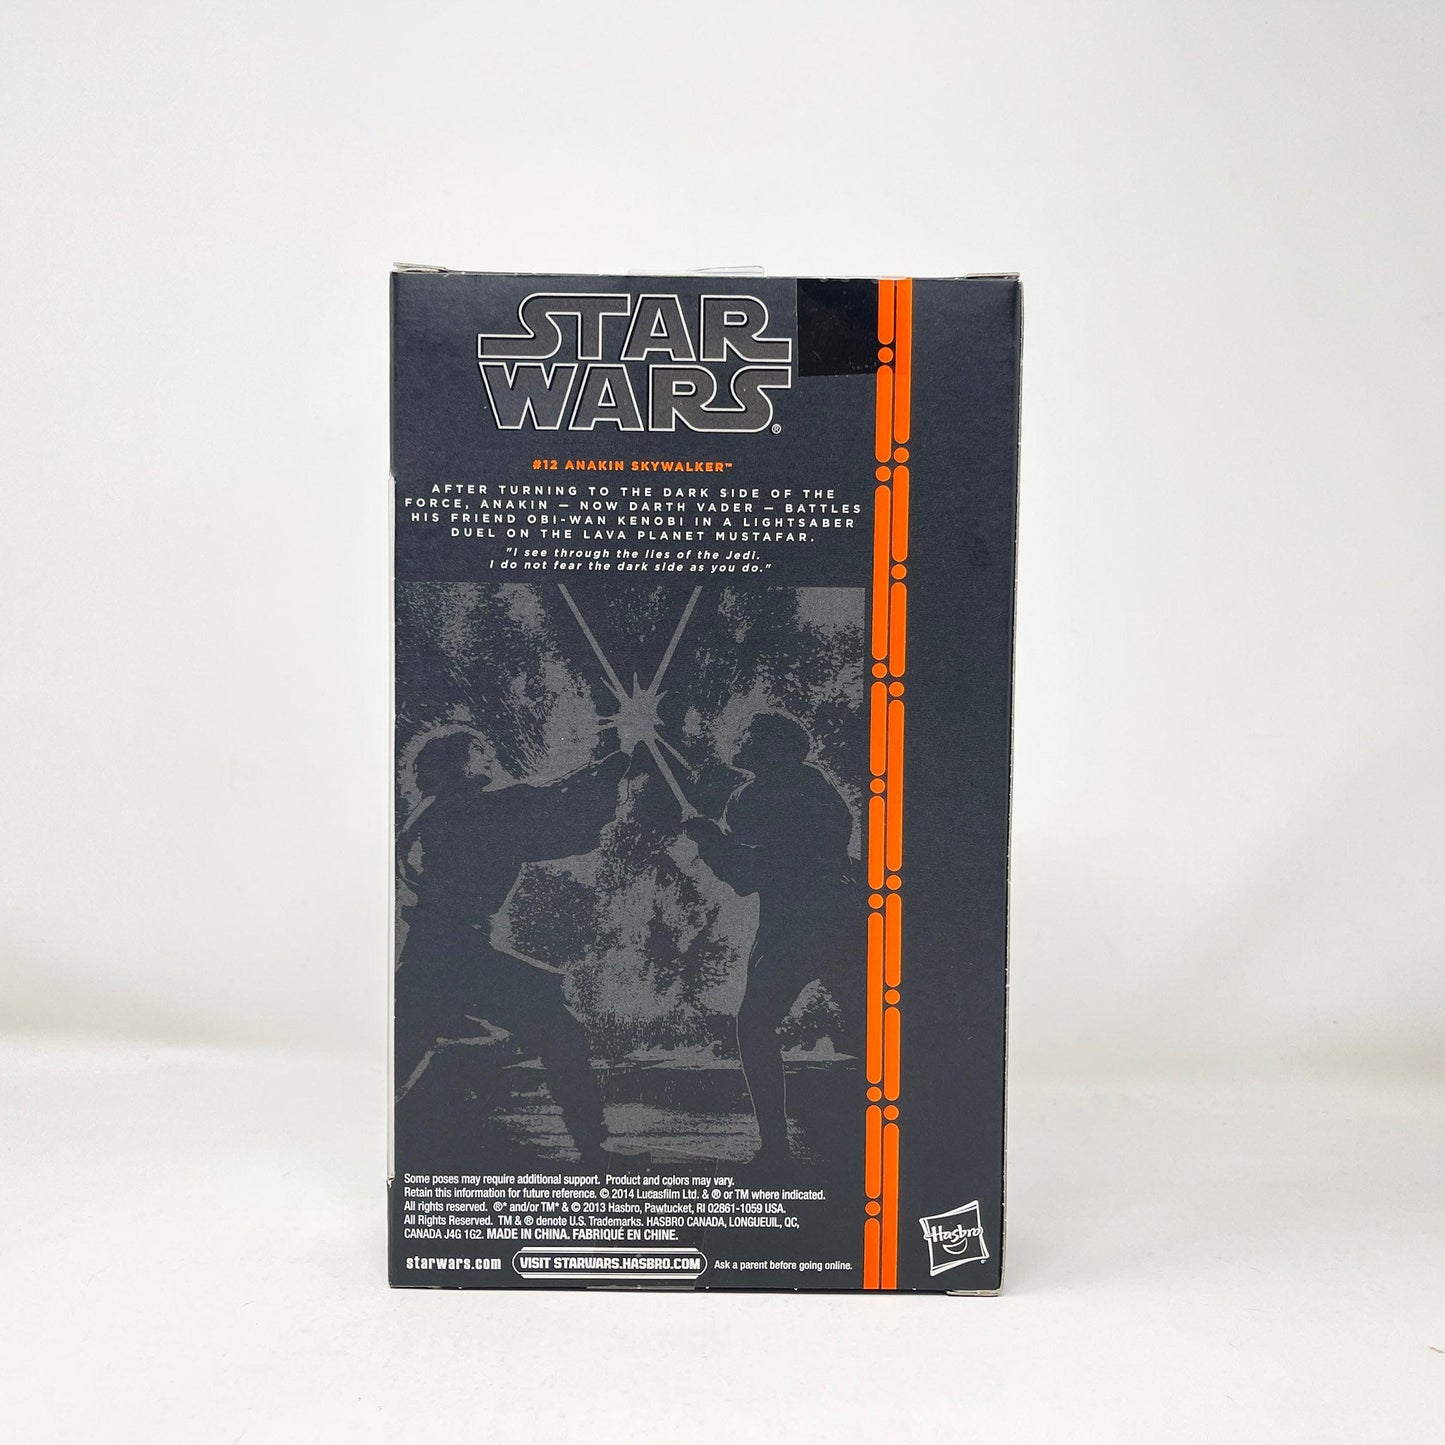 STAR
WARS®
#12 ANAKIN SKYWALKER™
AFTER TURNING TO THE DARK SIDE OF THE
FORCE, ANAKIN — NOW DARTH VADER — BATTLES
HIS FRIEND OBI-WAN KENOBI IN A LIGHTSABER
DUEL ON THE LAVA PLANET MUSTAFAR.
"I see through the lies of the Jedi.
I do not fear the dark side as you do."
Some poses may require additional support. Product and colors may vary.
Retain this information for future reference. © 2014 Lucasfilm Ltd. & ® or TM where indicated.
All rights reserved. ®* and/or TM* & © 2013 Hasbro, Pawtucket, RI 02861-1059 USA.
All Rights Reserved. TM & ® denote U.S. Trademarks. HASBRO CANADA, LONGUEUIL, QC,
CANADA J4G 1G2. MADE IN CHINA. FABRIQUÉ EN CHINE.
starwars.com VISIT STARWARS.HASBRO.COM Ask a parent before going online.
Hasbro®